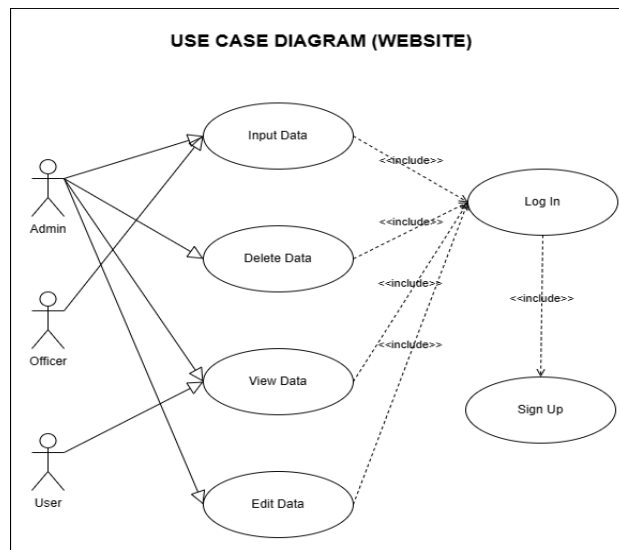 USE CASE DIAGRAM (WEBSITE)
Input Data
<<include>>
Admin
Log In
<<include>>
Delete Data
<<include>>
<<include>>
Officer
<<include>>
View Data
Sign Up
User
Edit Data